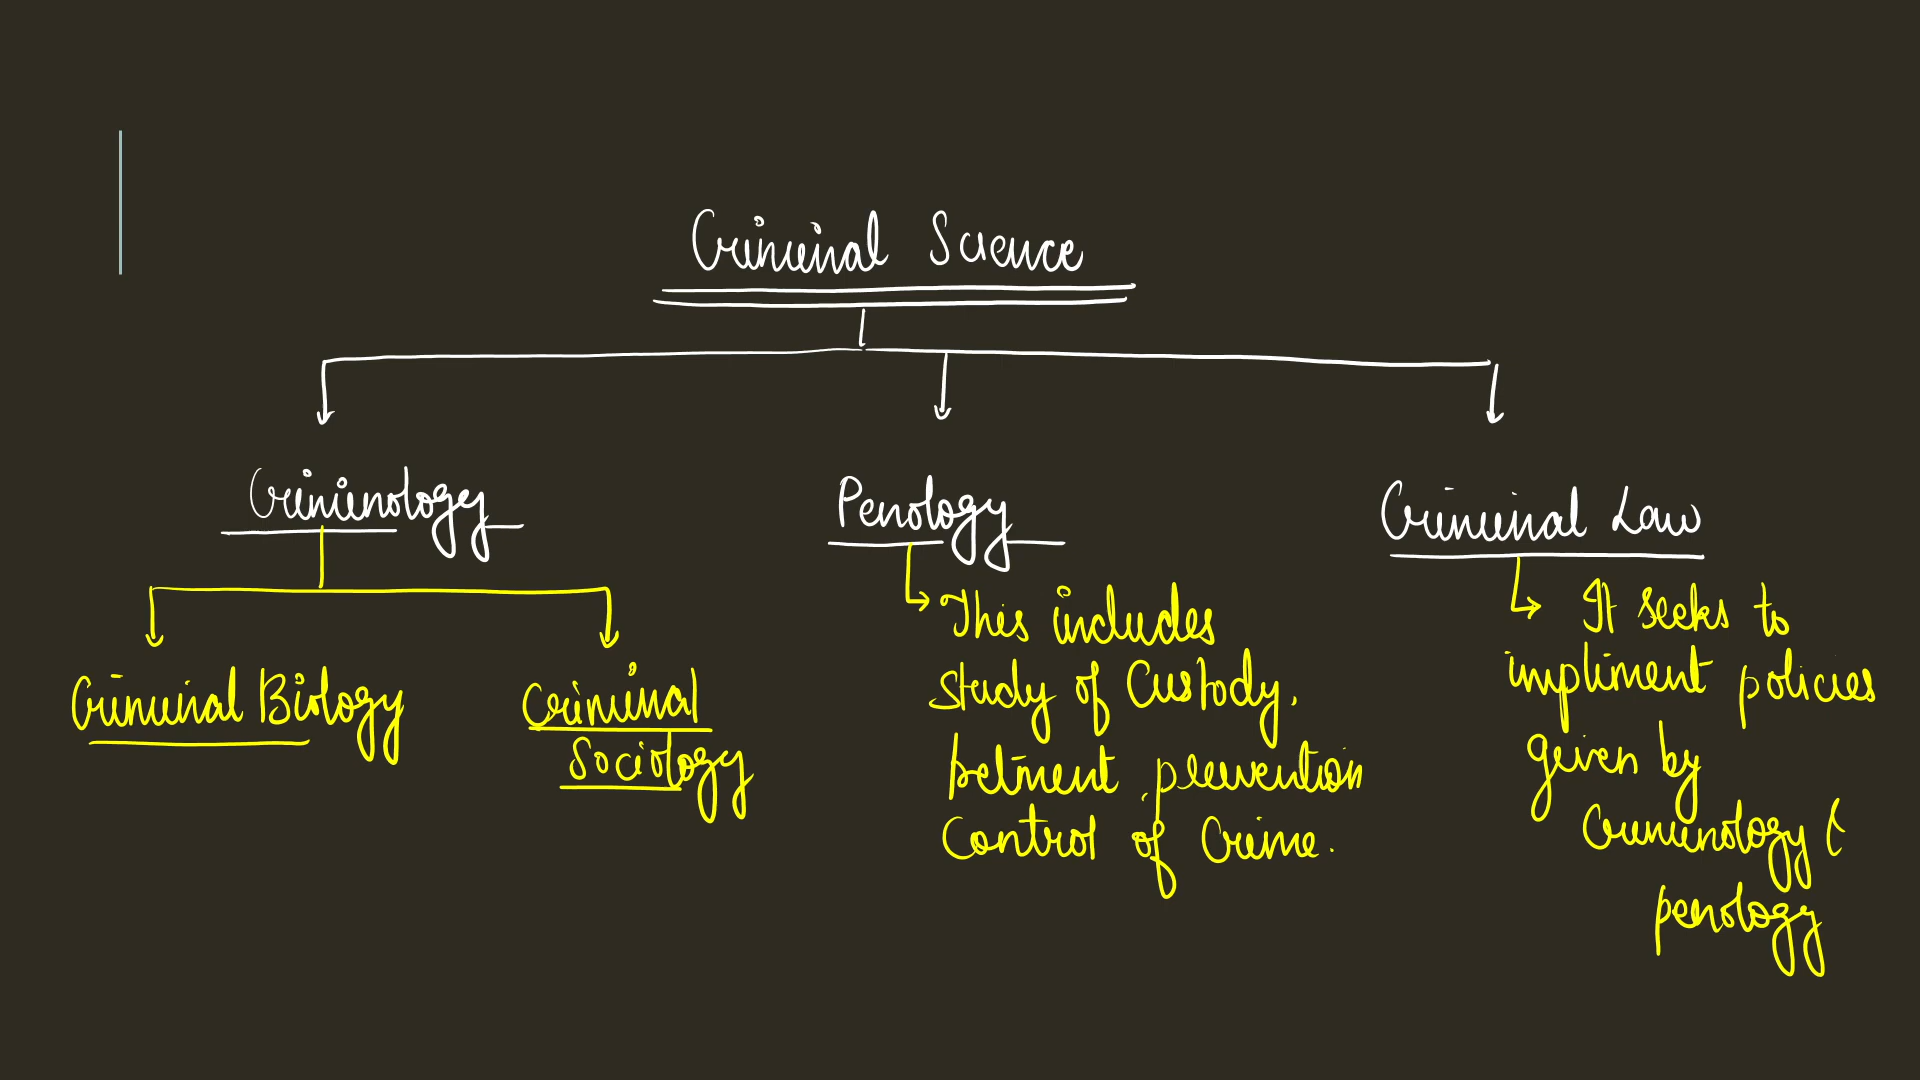 Criminal Science
Criminology
Penology
Criminal Law
Criminal Biology
Criminal
Sociology
This includes
study of Custody,
prevention
Control of Crime.
It seeks to
impliment policies
given by
Criminology &
penology